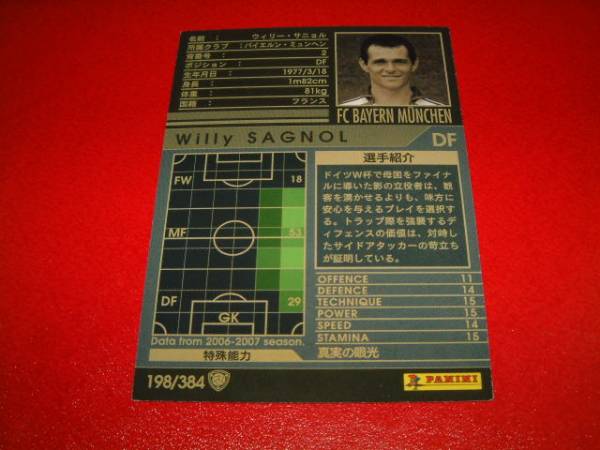 名前 : ウィリー・サニョル
所属クラブ : バイエルン・ミュンヘン
背番号 : 2
ポジション : DF
生年月日 : 1977/3/18
身長 : 1m82cm
体重 : 81kg
国籍 : フランス
FC BAYERN MÜNCHEN
Willy SAGNOL
DF
FW 18
MF 53
DF 29
GK
Data from 2006-2007 season.
特殊能力
選手紹介
ドイツW杯で母国をファイナ
ルに導いた影の立役者は、観
客を沸かせるよりも、味方に
安心を与えるプレイを選択す
る。トラップ際を強襲するディ
フェンスの価値は、対峙し
たサイドアタッカーの苛立ち
が証明している。
OFFENCE 11
DEFENCE 14
TECHNIQUE 15
POWER 15
SPEED 14
STAMINA 15
真実の眼光
198/384
PANINI